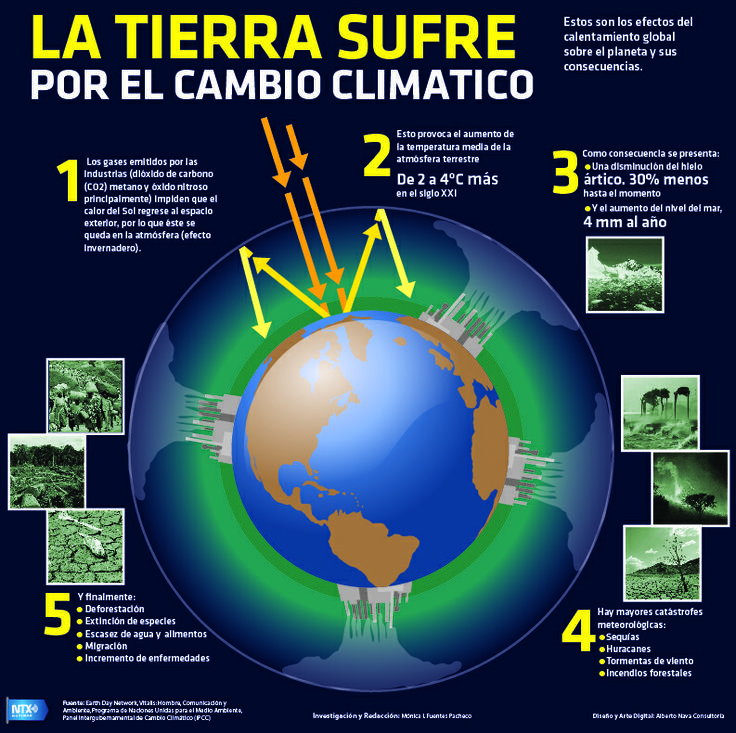 LA TIERRA SUFRE
POR EL CAMBIO CLIMATICO
Estos son los efectos del
calentamiento global
sobre el planeta y sus
consecuencias.
1
Los gases emitidos por las
industrias (dióxido de carbono
(CO2) metano y óxido nitroso
principalmente) impiden que el
calor del Sol regrese al espacio
exterior, por lo que éste se
queda en la atmósfera (efecto
invernadero).
2
Esto provoca el aumento de
la temperatura media de la
atmósfera terrestre
De 2 a 4°C más
en el siglo XXI
3
Como consecuencia se presenta:
Una disminución del hielo
ártico. 30% menos
hasta el momento
Y el aumento del nivel del mar,
4 mm al año
4
Hay mayores catástrofes
meteorológicas:
Sequías
Huracanes
Tormentas de viento
Incendios forestales
5
Y finalmente:
Deforestación
Extinción de especies
Escasez de agua y alimentos
Migración
Incremento de enfermedades
NTX
Fuente: Earth Day Network, Vitalis: Hombre, Comunicación y
Ambiente, Programa de Naciones Unidas para el Medio Ambiente,
Panel Intergubernamental de Cambio Climático (IPCC)
Investigación y Redacción: Mónica I. Fuentes Pacheco
Diseño y Arte Digital: Alberto Nava Consultoría